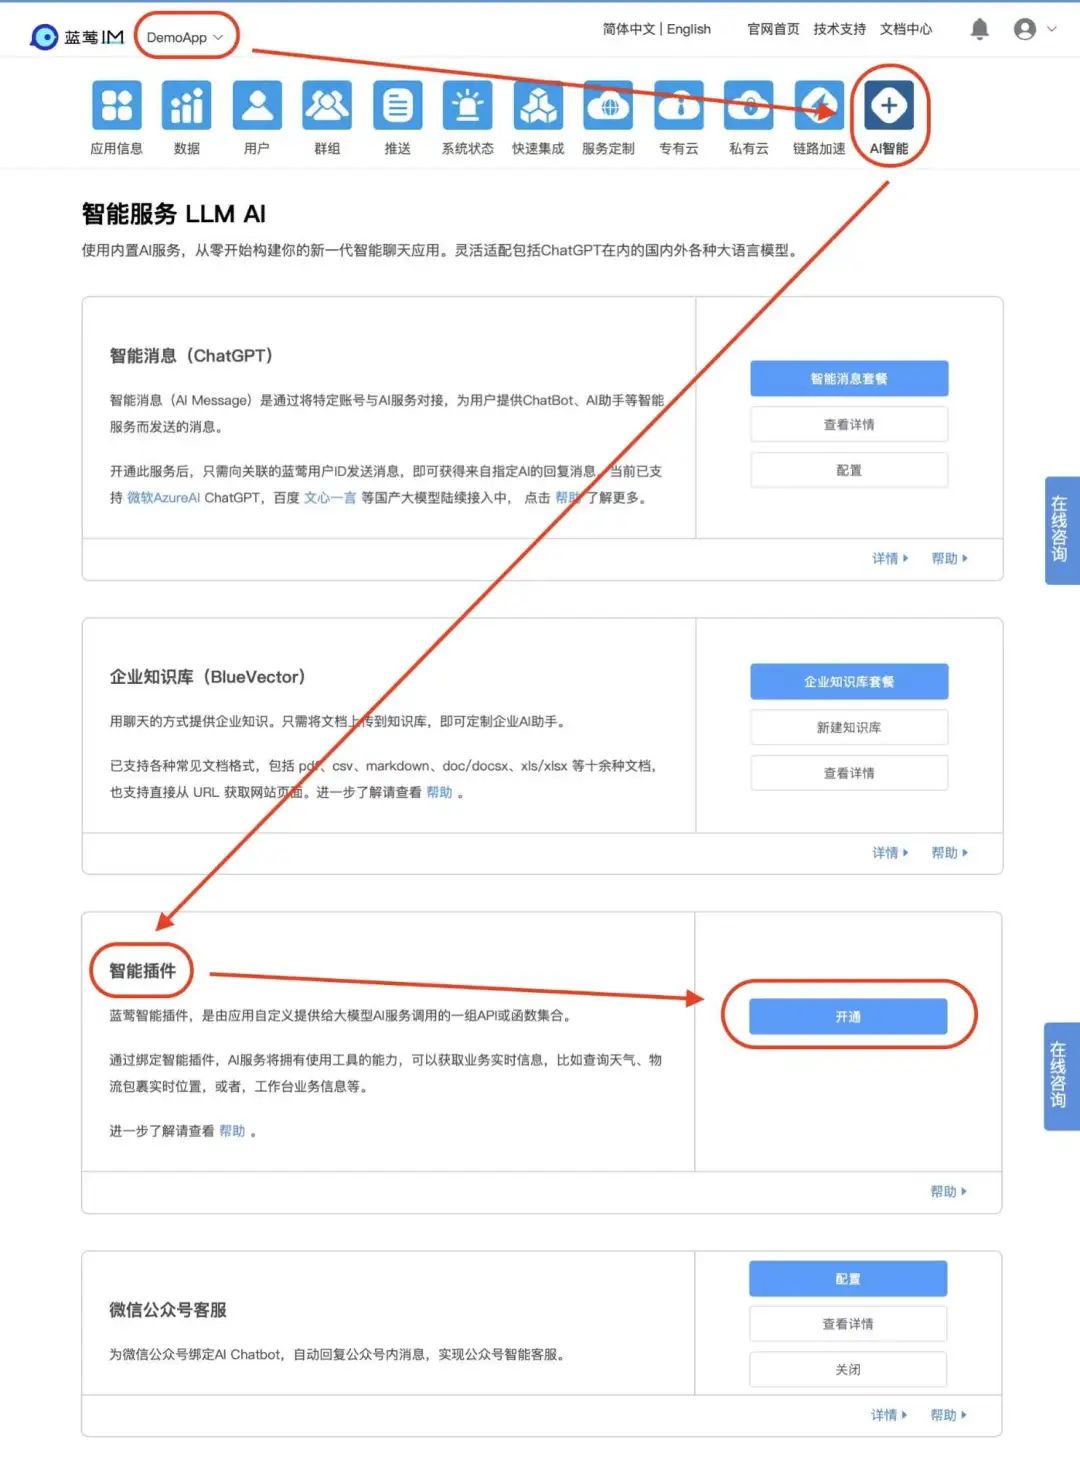 蓝莺IM DemoApp 简体中文 | English 官网首页 技术支持 文档中心
应用信息 数据 用户 群组 推送 系统状态 快速集成 服务定制 专有云 私有云 链路加速 AI智能
智能服务 LLM AI
使用内置AI服务，从零开始构建你的新一代智能聊天应用。灵活适配包括ChatGPT在内的国内外各种大语言模型。
智能消息（ChatGPT）
智能消息（AI Message）是通过将特定账号与AI服务对接，为用户提供ChatBot、AI助手等智能
服务而发送的消息。
开通此服务后，只需向关联的蓝莺用户ID发送消息，即可获得来自指定AI的回复消息。当前已支
持 微软AzureAI ChatGPT，百度 文心一言 等国产大模型陆续接入中， 点击 帮助 了解更多。
智能消息套餐
查看详情
配置
详情 帮助
在线咨询
企业知识库（BlueVector）
用聊天的方式提供企业知识。只需将文档上传到知识库，即可定制企业AI助手。
已支持各种常见文档格式，包括 pdf、csv、markdown、doc/docsx、xls/xlsx 等十余种文档，
也支持直接从 URL 获取网站页面。进一步了解请查看 帮助 。
企业知识库套餐
新建知识库
查看详情
详情 帮助
智能插件
蓝莺智能插件，是由应用自定义提供给大模型AI服务调用的一组API或函数集合。
通过绑定智能插件，AI服务将拥有使用工具的能力，可以获取业务实时信息，比如查询天气、物
流包裹实时位置，或者，工作台业务信息等。
进一步了解请查看 帮助 。
开通
帮助
在线咨询
微信公众号客服
为微信公众号绑定AI Chatbot，自动回复公众号内消息，实现公众号智能客服。
配置
查看详情
关闭
详情 帮助